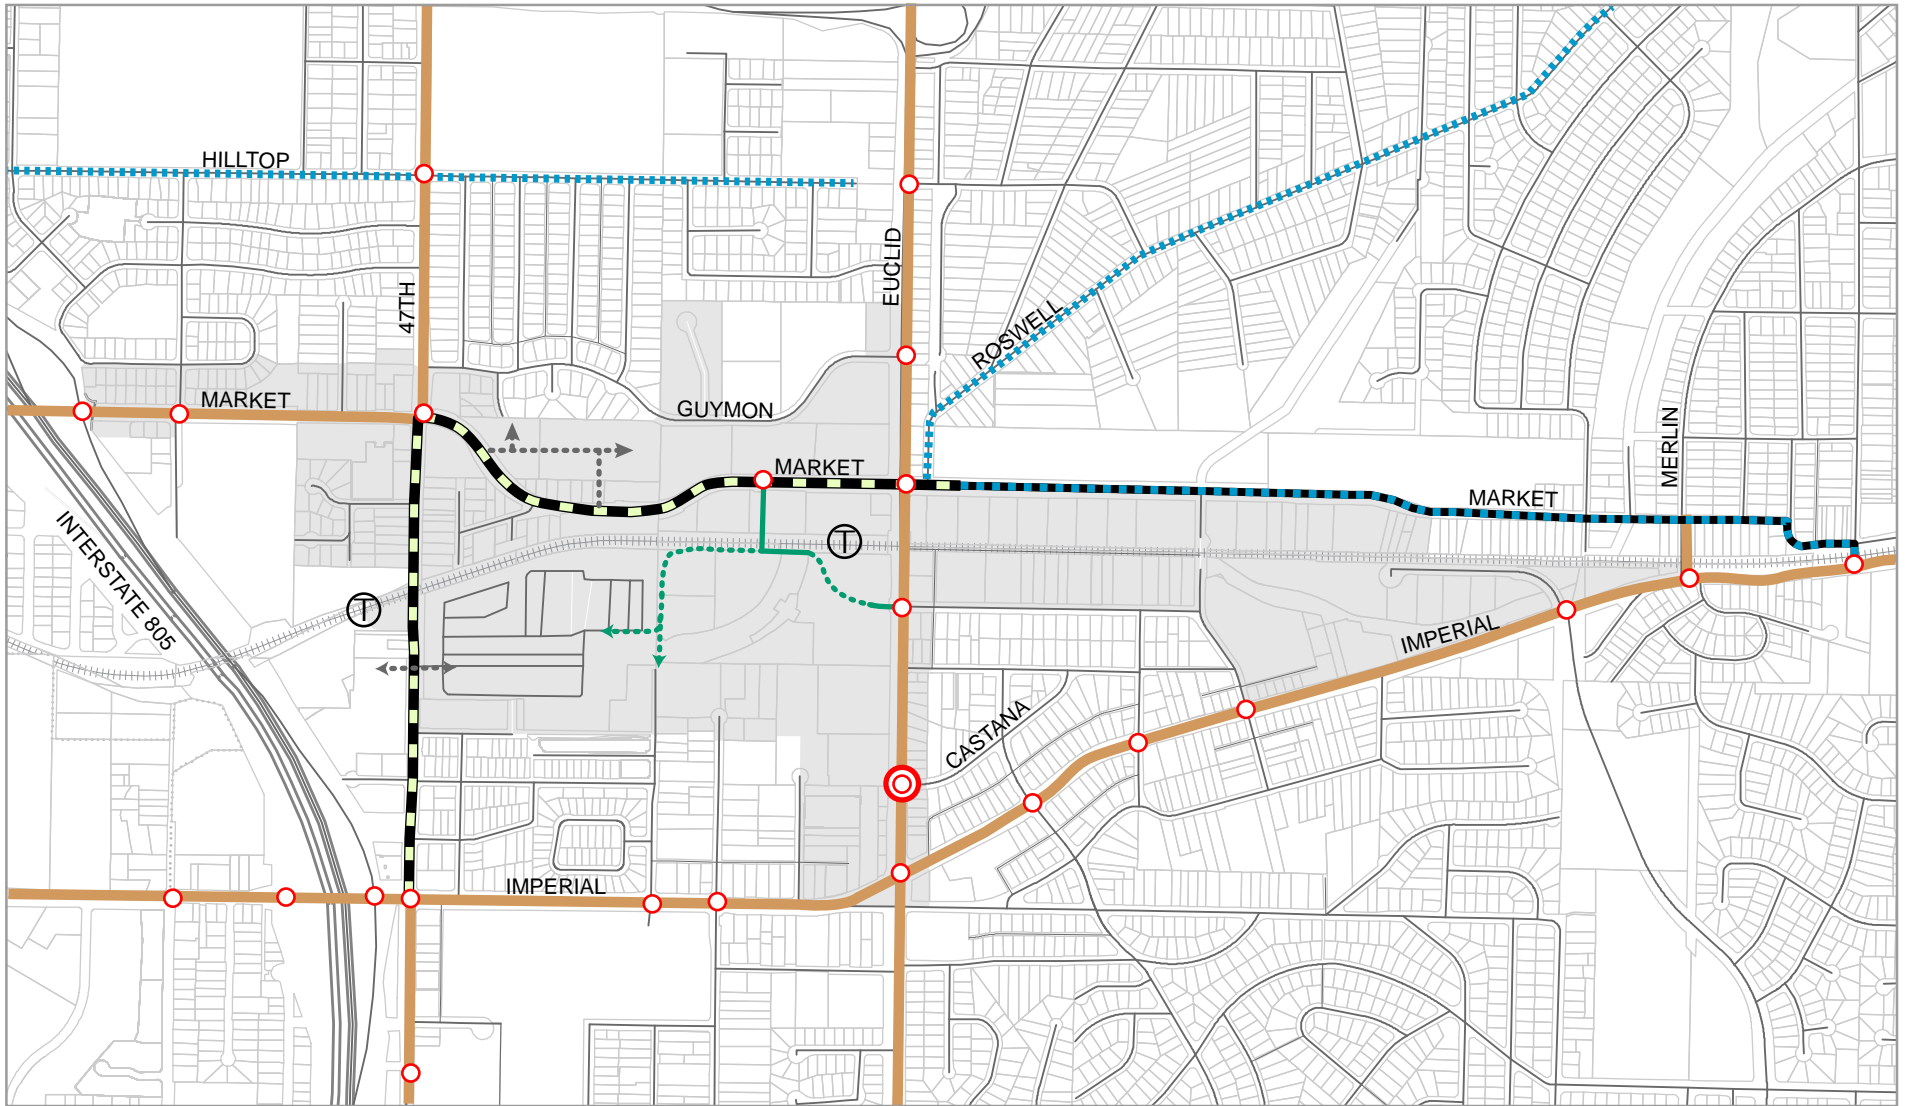 HILLTOP
EUCLID
47TH
ROSWELL
MARKET
GUYMON
MERLIN
MARKET
MARKET
INTERSTATE 805
T
T
IMPERIAL
CASTANA
IMPERIAL